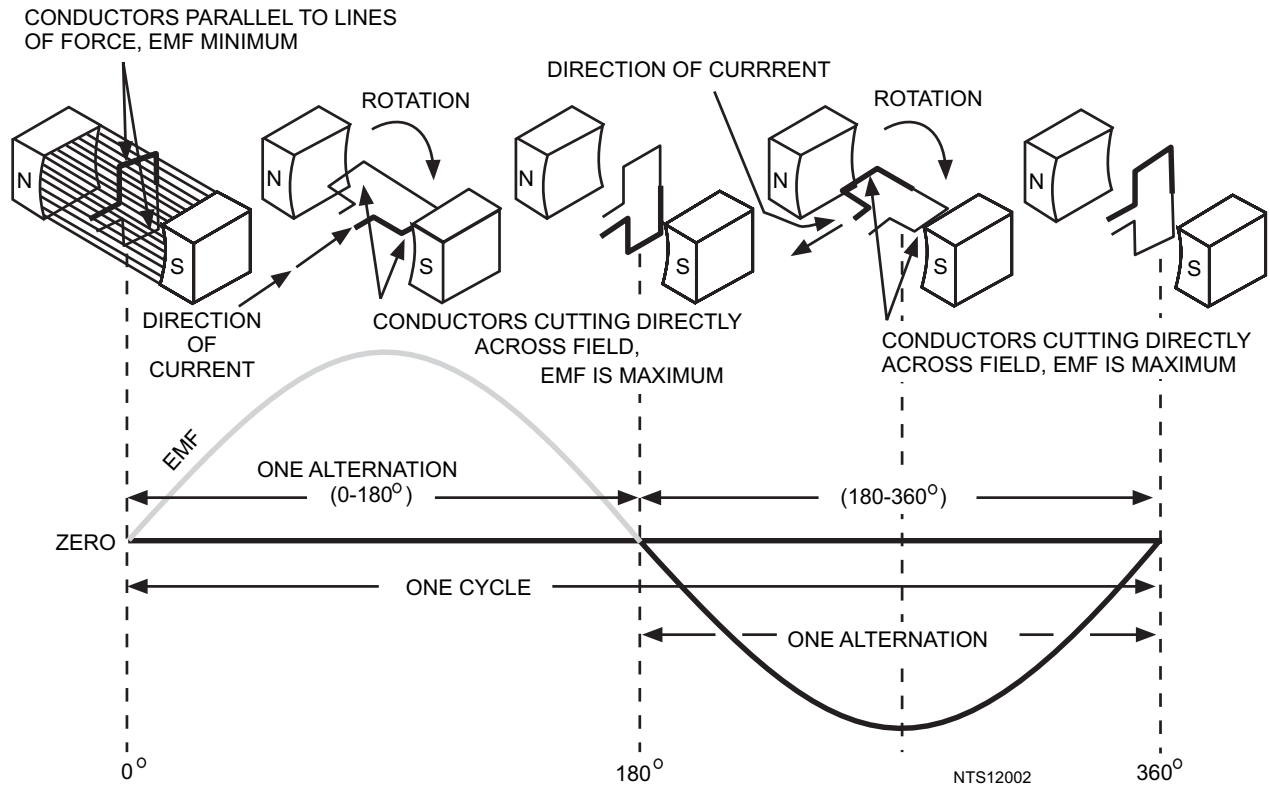 CONDUCTORS PARALLEL TO LINES
OF FORCE, EMF MINIMUM
DIRECTION OF CURRRENT
ROTATION
ROTATION
N
S
N
S
N
S
N
S
N
S
DIRECTION
OF
CURRENT
CONDUCTORS CUTTING DIRECTLY
ACROSS FIELD,
EMF IS MAXIMUM
CONDUCTORS CUTTING DIRECTLY
ACROSS FIELD, EMF IS MAXIMUM
EMF
ONE ALTERNATION
(0-180°)
(180-360°)
ZERO
ONE CYCLE
ONE ALTERNATION
0°
180°
NTS12002
360°